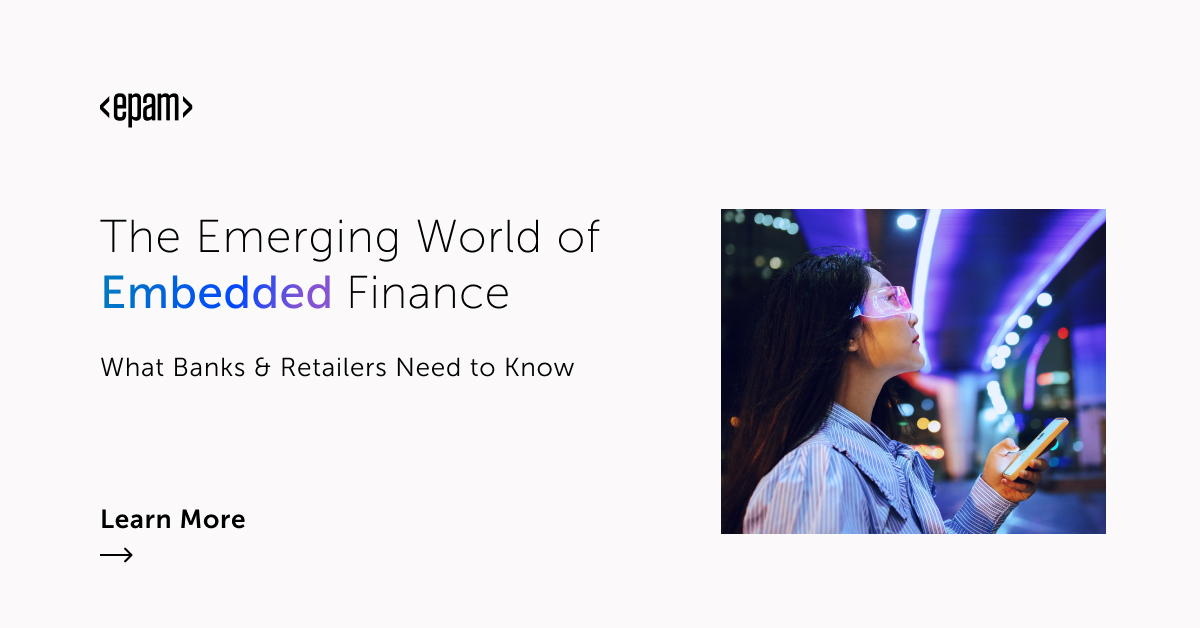 <epam>
The Emerging World of
Embedded Finance
What Banks & Retailers Need to Know
Learn More